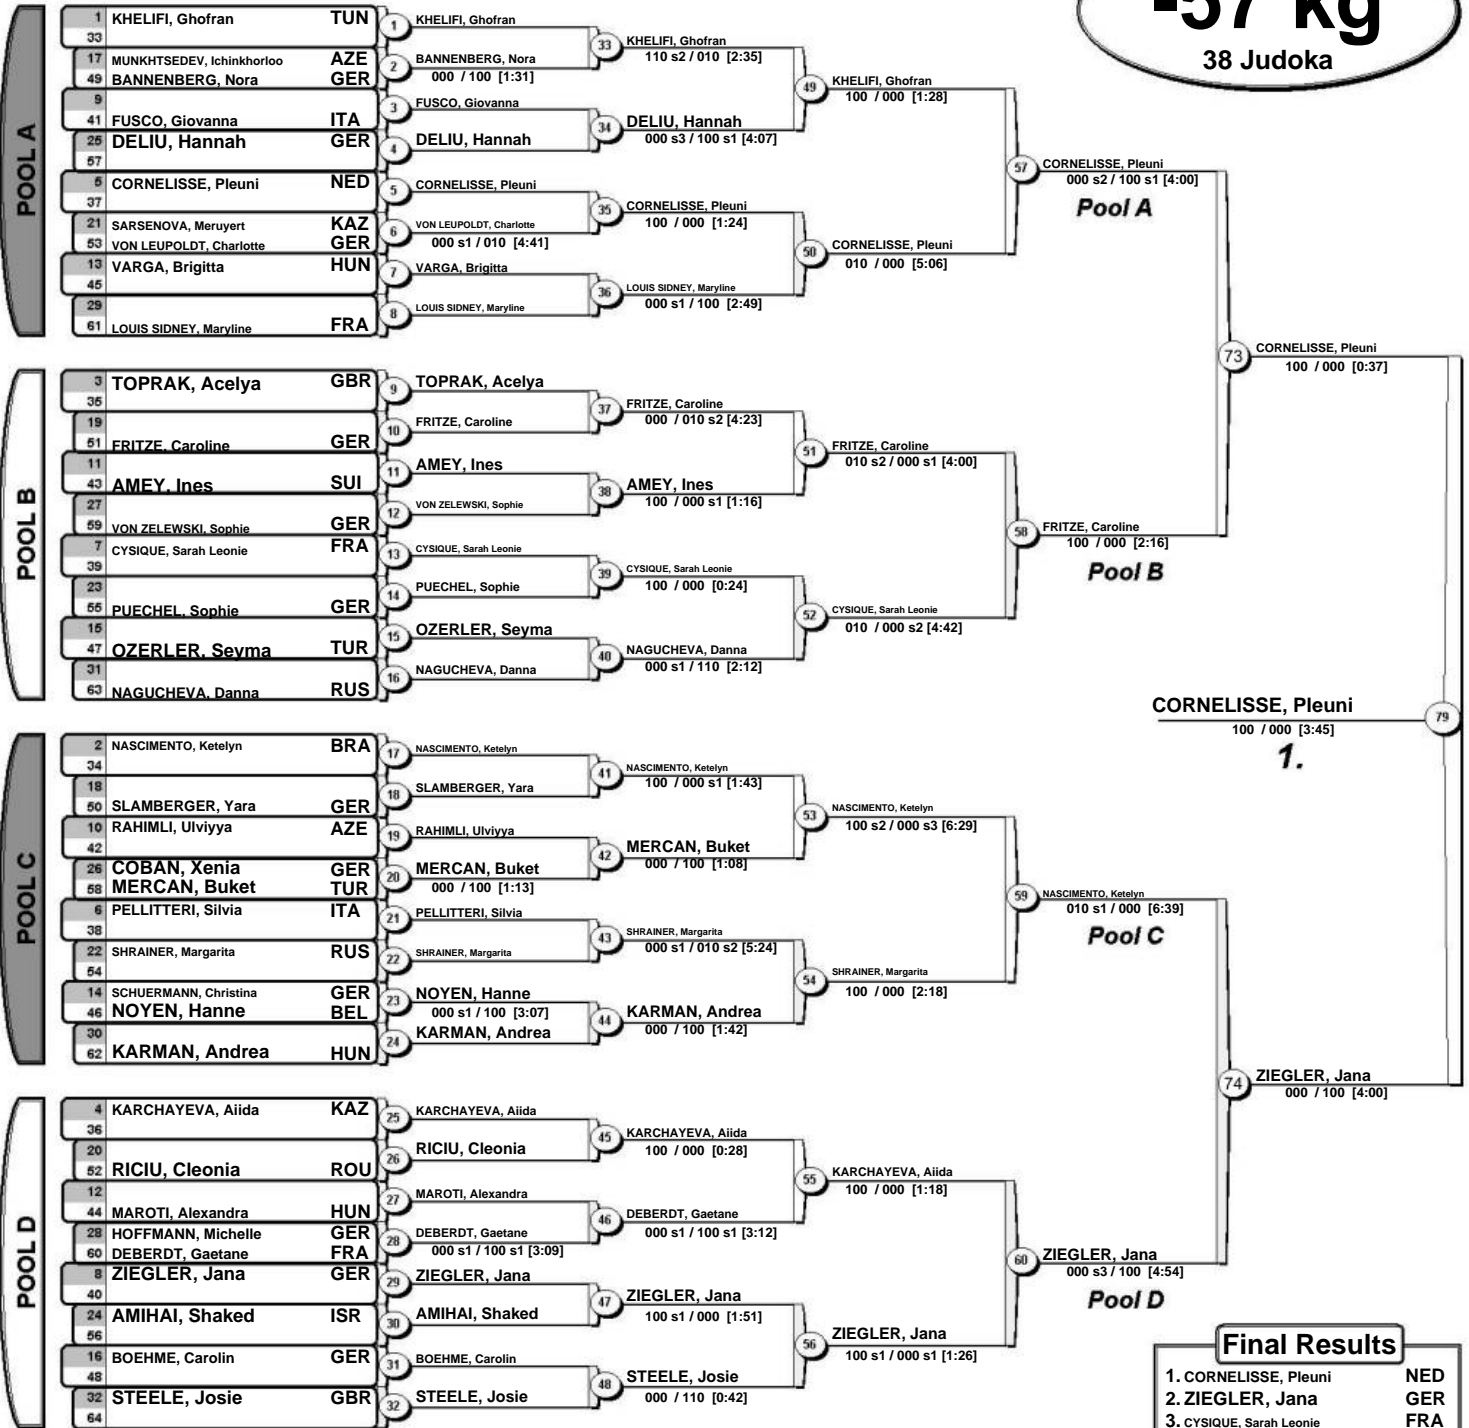 -57 kg
38 Judoka
POOL A
1 KHELIFI, Ghofran TUN
33
17 MUNKHTSEDEV, Ichinkhorloo AZE
49 BANNENBERG, Nora GER
9
41 FUSCO, Giovanna ITA
25 DELIU, Hannah GER
57
5 CORNELISSE, Pleuni NED
37
21 SARSENOVA, Meruyert KAZ
53 VON LEUPOLDT, Charlotte GER
13 VARGA, Brigitta HUN
45
29
61 LOUIS SIDNEY, Maryline FRA
1 KHELIFI, Ghofran
2 BANNENBERG, Nora
000 / 100 [1:31]
3 FUSCO, Giovanna
4 DELIU, Hannah
5 CORNELISSE, Pleuni
6 VON LEUPOLDT, Charlotte
000 s1 / 010 [4:41]
7 VARGA, Brigitta
8 LOUIS SIDNEY, Maryline
33 KHELIFI, Ghofran
110 s2 / 010 [2:35]
34 DELIU, Hannah
000 s3 / 100 s1 [4:07]
35 CORNELISSE, Pleuni
100 / 000 [1:24]
36 LOUIS SIDNEY, Maryline
000 s1 / 100 [2:49]
49 KHELIFI, Ghofran
100 / 000 [1:28]
50 CORNELISSE, Pleuni
010 / 000 [5:06]
57 CORNELISSE, Pleuni
000 s2 / 100 s1 [4:00]
Pool A
POOL B
3 TOPRAK, Acelya GBR
35
19
51 FRITZE, Caroline GER
11
43 AMEY, Ines SUI
27
59 VON ZELEWSKI, Sophie GER
7 CYSIQUE, Sarah Leonie FRA
39
23
55 PUECHEL, Sophie GER
15
47 OZERLER, Seyma TUR
31
63 NAGUCHEVA, Danna RUS
9 TOPRAK, Acelya
10 FRITZE, Caroline
11 AMEY, Ines
12 VON ZELEWSKI, Sophie
13 CYSIQUE, Sarah Leonie
14 PUECHEL, Sophie
15 OZERLER, Seyma
16 NAGUCHEVA, Danna
37 FRITZE, Caroline
000 / 010 s2 [4:23]
38 AMEY, Ines
100 / 000 s1 [1:16]
39 CYSIQUE, Sarah Leonie
100 / 000 [0:24]
40 NAGUCHEVA, Danna
000 s1 / 110 [2:12]
51 FRITZE, Caroline
010 s2 / 000 s1 [4:00]
52 CYSIQUE, Sarah Leonie
010 / 000 s2 [4:42]
58 FRITZE, Caroline
100 / 000 [2:16]
Pool B
73 CORNELISSE, Pleuni
100 / 000 [0:37]
CORNELISSE, Pleuni 79
100 / 000 [3:45]
1.
POOL C
2 NASCIMENTO, Ketelyn BRA
34
18
50 SLAMBERGER, Yara GER
10 RAHIMLI, Ulviyya AZE
42
26 COBAN, Xenia GER
58 MERCAN, Buket TUR
6 PELLITTERI, Silvia ITA
38
22 SHRAINER, Margarita RUS
54
14 SCHUERMANN, Christina GER
46 NOYEN, Hanne BEL
30
62 KARMAN, Andrea HUN
17 NASCIMENTO, Ketelyn
18 SLAMBERGER, Yara
19 RAHIMLI, Ulviyya
20 MERCAN, Buket
000 / 100 [1:13]
21 PELLITTERI, Silvia
22 SHRAINER, Margarita
23 NOYEN, Hanne
000 s1 / 100 [3:07]
24 KARMAN, Andrea
41 NASCIMENTO, Ketelyn
100 / 000 s1 [1:43]
42 MERCAN, Buket
000 / 100 [1:08]
43 SHRAINER, Margarita
000 s1 / 010 s2 [5:24]
44 KARMAN, Andrea
000 / 100 [1:42]
53 NASCIMENTO, Ketelyn
100 s2 / 000 s3 [6:29]
54 SHRAINER, Margarita
100 / 000 [2:18]
59 NASCIMENTO, Ketelyn
010 s1 / 000 [6:39]
Pool C
POOL D
4 KARCHAYEVA, Aiida KAZ
36
20
52 RICIU, Cleonia ROU
12
44 MAROTI, Alexandra HUN
28 HOFFMANN, Michelle GER
60 DEBERDT, Gaetane FRA
8 ZIEGLER, Jana GER
40
24 AMIHAI, Shaked ISR
56
16 BOEHME, Carolin GER
48
32 STEELE, Josie GBR
64
25 KARCHAYEVA, Aiida
26 RICIU, Cleonia
27 MAROTI, Alexandra
28 DEBERDT, Gaetane
000 s1 / 100 s1 [3:09]
29 ZIEGLER, Jana
30 AMIHAI, Shaked
31 BOEHME, Carolin
32 STEELE, Josie
45 KARCHAYEVA, Aiida
100 / 000 [0:28]
46 DEBERDT, Gaetane
000 s1 / 100 s1 [3:12]
47 ZIEGLER, Jana
100 s1 / 000 [1:51]
48 STEELE, Josie
000 / 110 [0:42]
55 KARCHAYEVA, Aiida
100 / 000 [1:18]
56 ZIEGLER, Jana
100 s1 / 000 s1 [1:26]
60 ZIEGLER, Jana
000 s3 / 100 [4:54]
Pool D
74 ZIEGLER, Jana
000 / 100 [4:00]
Final Results
1. CORNELISSE, Pleuni NED
2. ZIEGLER, Jana GER
3. CYSIQUE, Sarah Leonie FRA